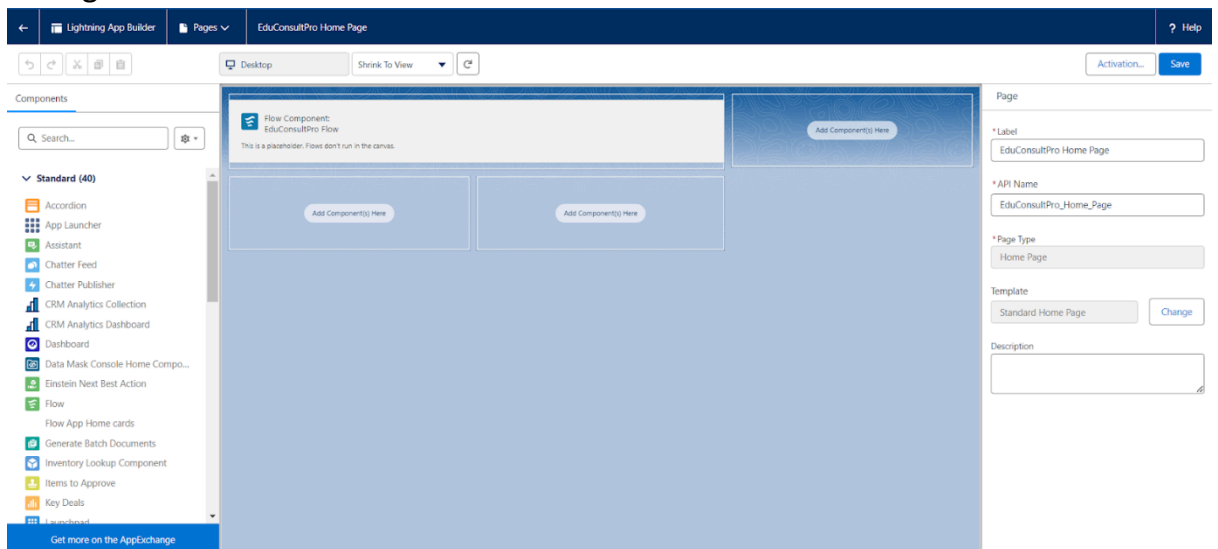 Lightning App Builder
Pages
EduConsultPro Home Page
? Help
Desktop
Shrink To View
Activation...
Save
Components
Search...
Standard (40)
Accordion
App Launcher
Assistant
Chatter Feed
Chatter Publisher
CRM Analytics Collection
CRM Analytics Dashboard
Dashboard
Data Mask Console Home Compo...
Einstein Next Best Action
Flow
Flow App Home cards
Generate Batch Documents
Inventory Lookup Component
Items to Approve
Key Deals
Launchpad
Get more on the AppExchange
Flow Component:
EduConsultPro Flow
This is a placeholder. Flows don't run in the canvas.
Add Component(s) Here
Add Component(s) Here
Add Component(s) Here
Page
*Label
EduConsultPro Home Page
*API Name
EduConsultPro_Home_Page
*Page Type
Home Page
Template
Standard Home Page
Change
Description